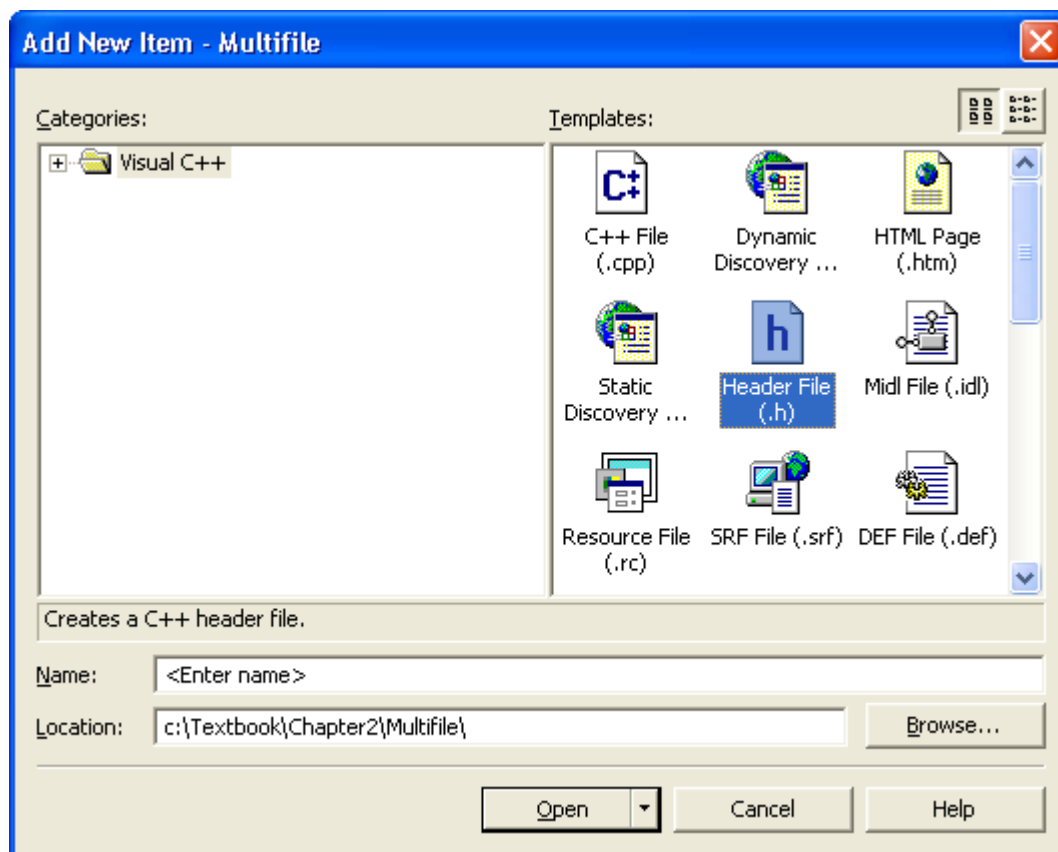 Add New Item - Multifile
Categories:
Templates:
Visual C++
C++ File
(.cpp)
Dynamic
Discovery ...
HTML Page
(.htm)
Static
Discovery ...
Header File
(.h)
Midl File (.idl)
Resource File
(.rc)
SRF File (.srf)
DEF File (.def)
Creates a C++ header file.
Name:
<Enter name>
Location:
c:\Textbook\Chapter2\Multifile\
Browse...
Open
Cancel
Help